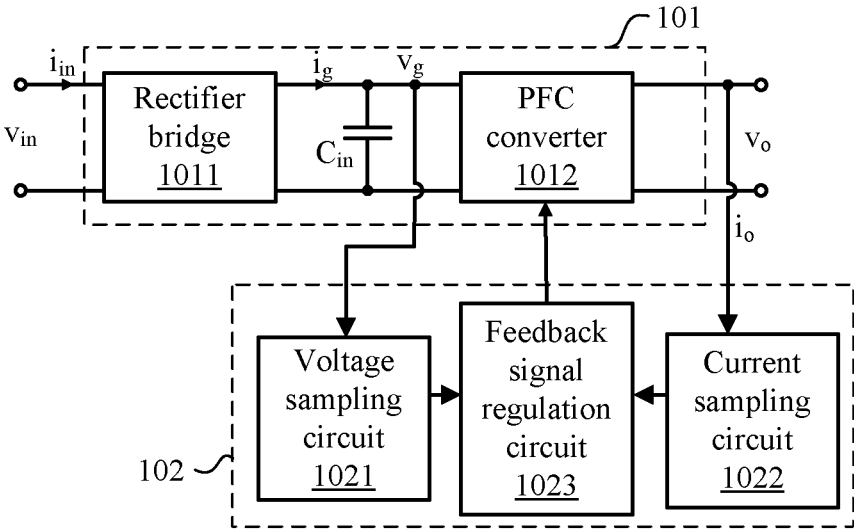 101
i_in
i_g
v_g
v_in
Rectifier
bridge
1011
C_in
PFC
converter
1012
v_o
i_o
Voltage
sampling
circuit
1021
Feedback
signal
regulation
circuit
1023
Current
sampling
circuit
1022
102